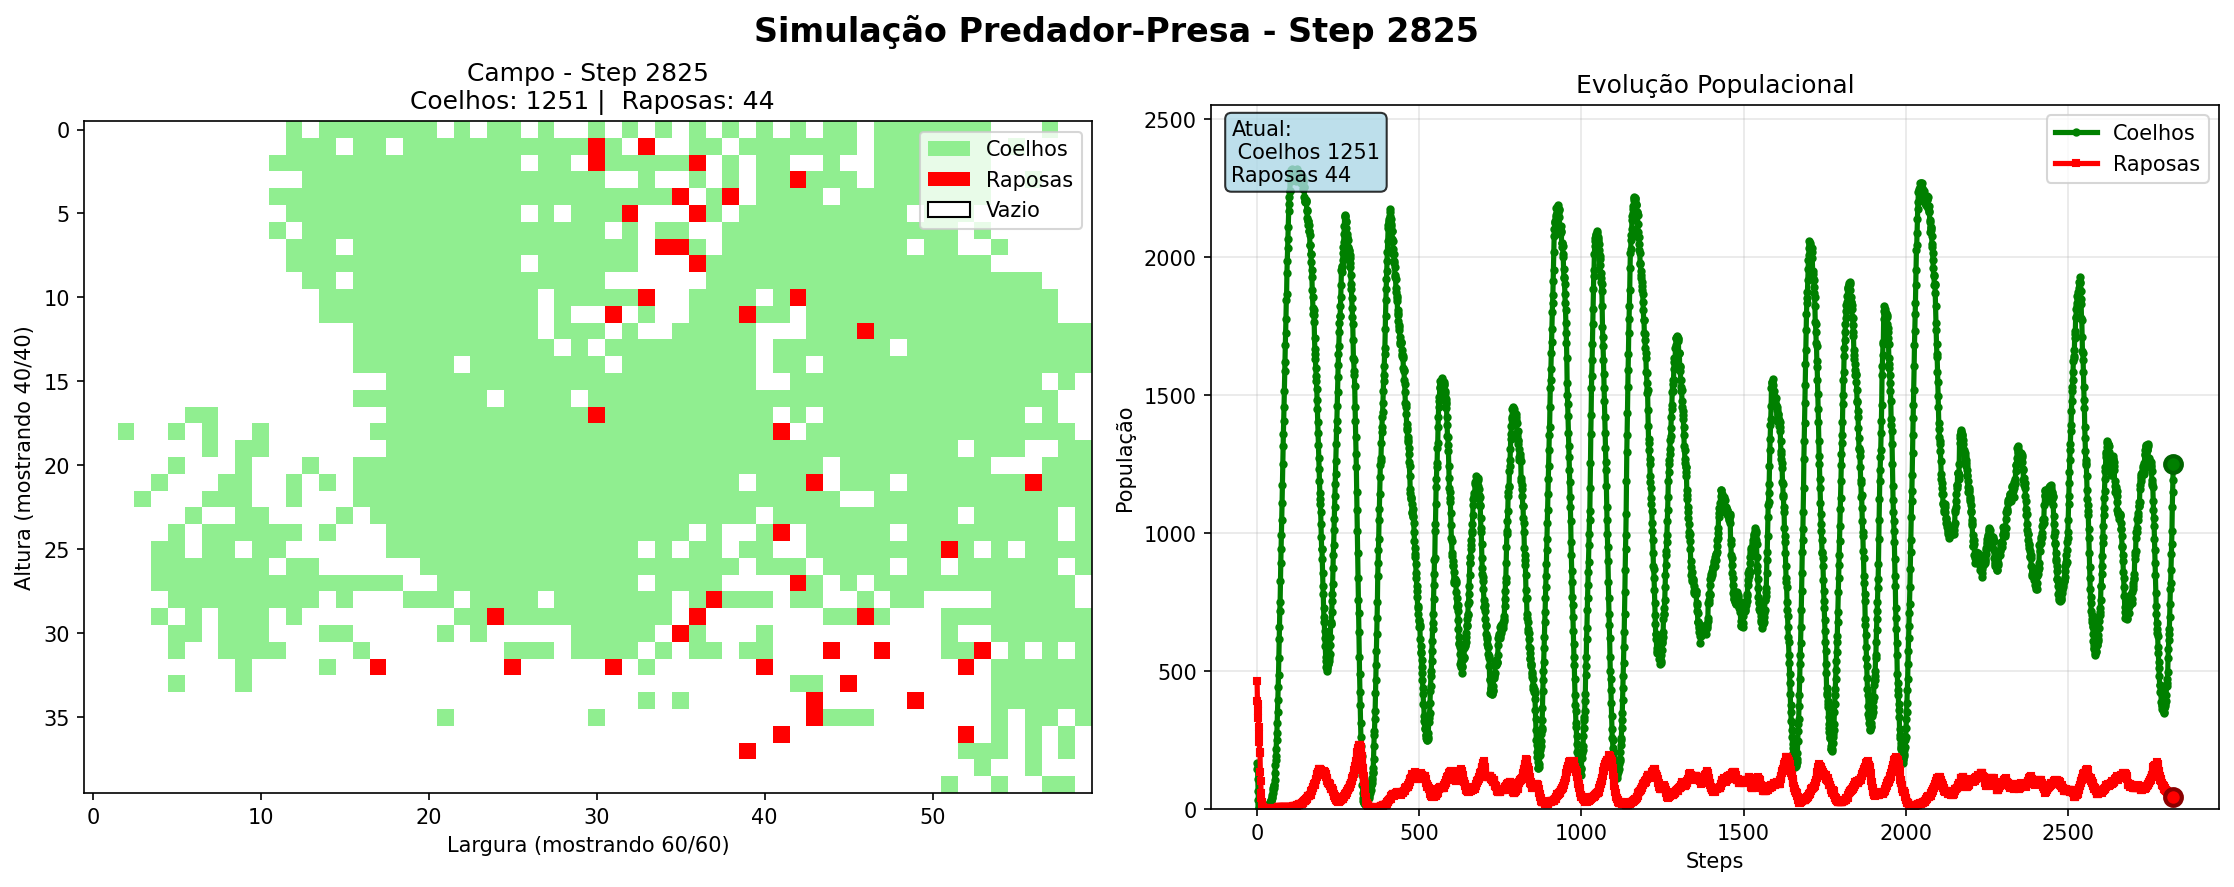 Simulação Predador-Presa - Step 2825
Campo - Step 2825
Coelhos: 1251 |  Raposas: 44
Coelhos
Raposas
Vazio
Altura (mostrando 40/40)
0
5
10
15
20
25
30
35
0
10
20
30
40
50
Largura (mostrando 60/60)
Evolução Populacional
Atual:
Coelhos 1251
Raposas 44
Coelhos
Raposas
População
2500
2000
1500
1000
500
0
0
500
1000
1500
2000
2500
Steps